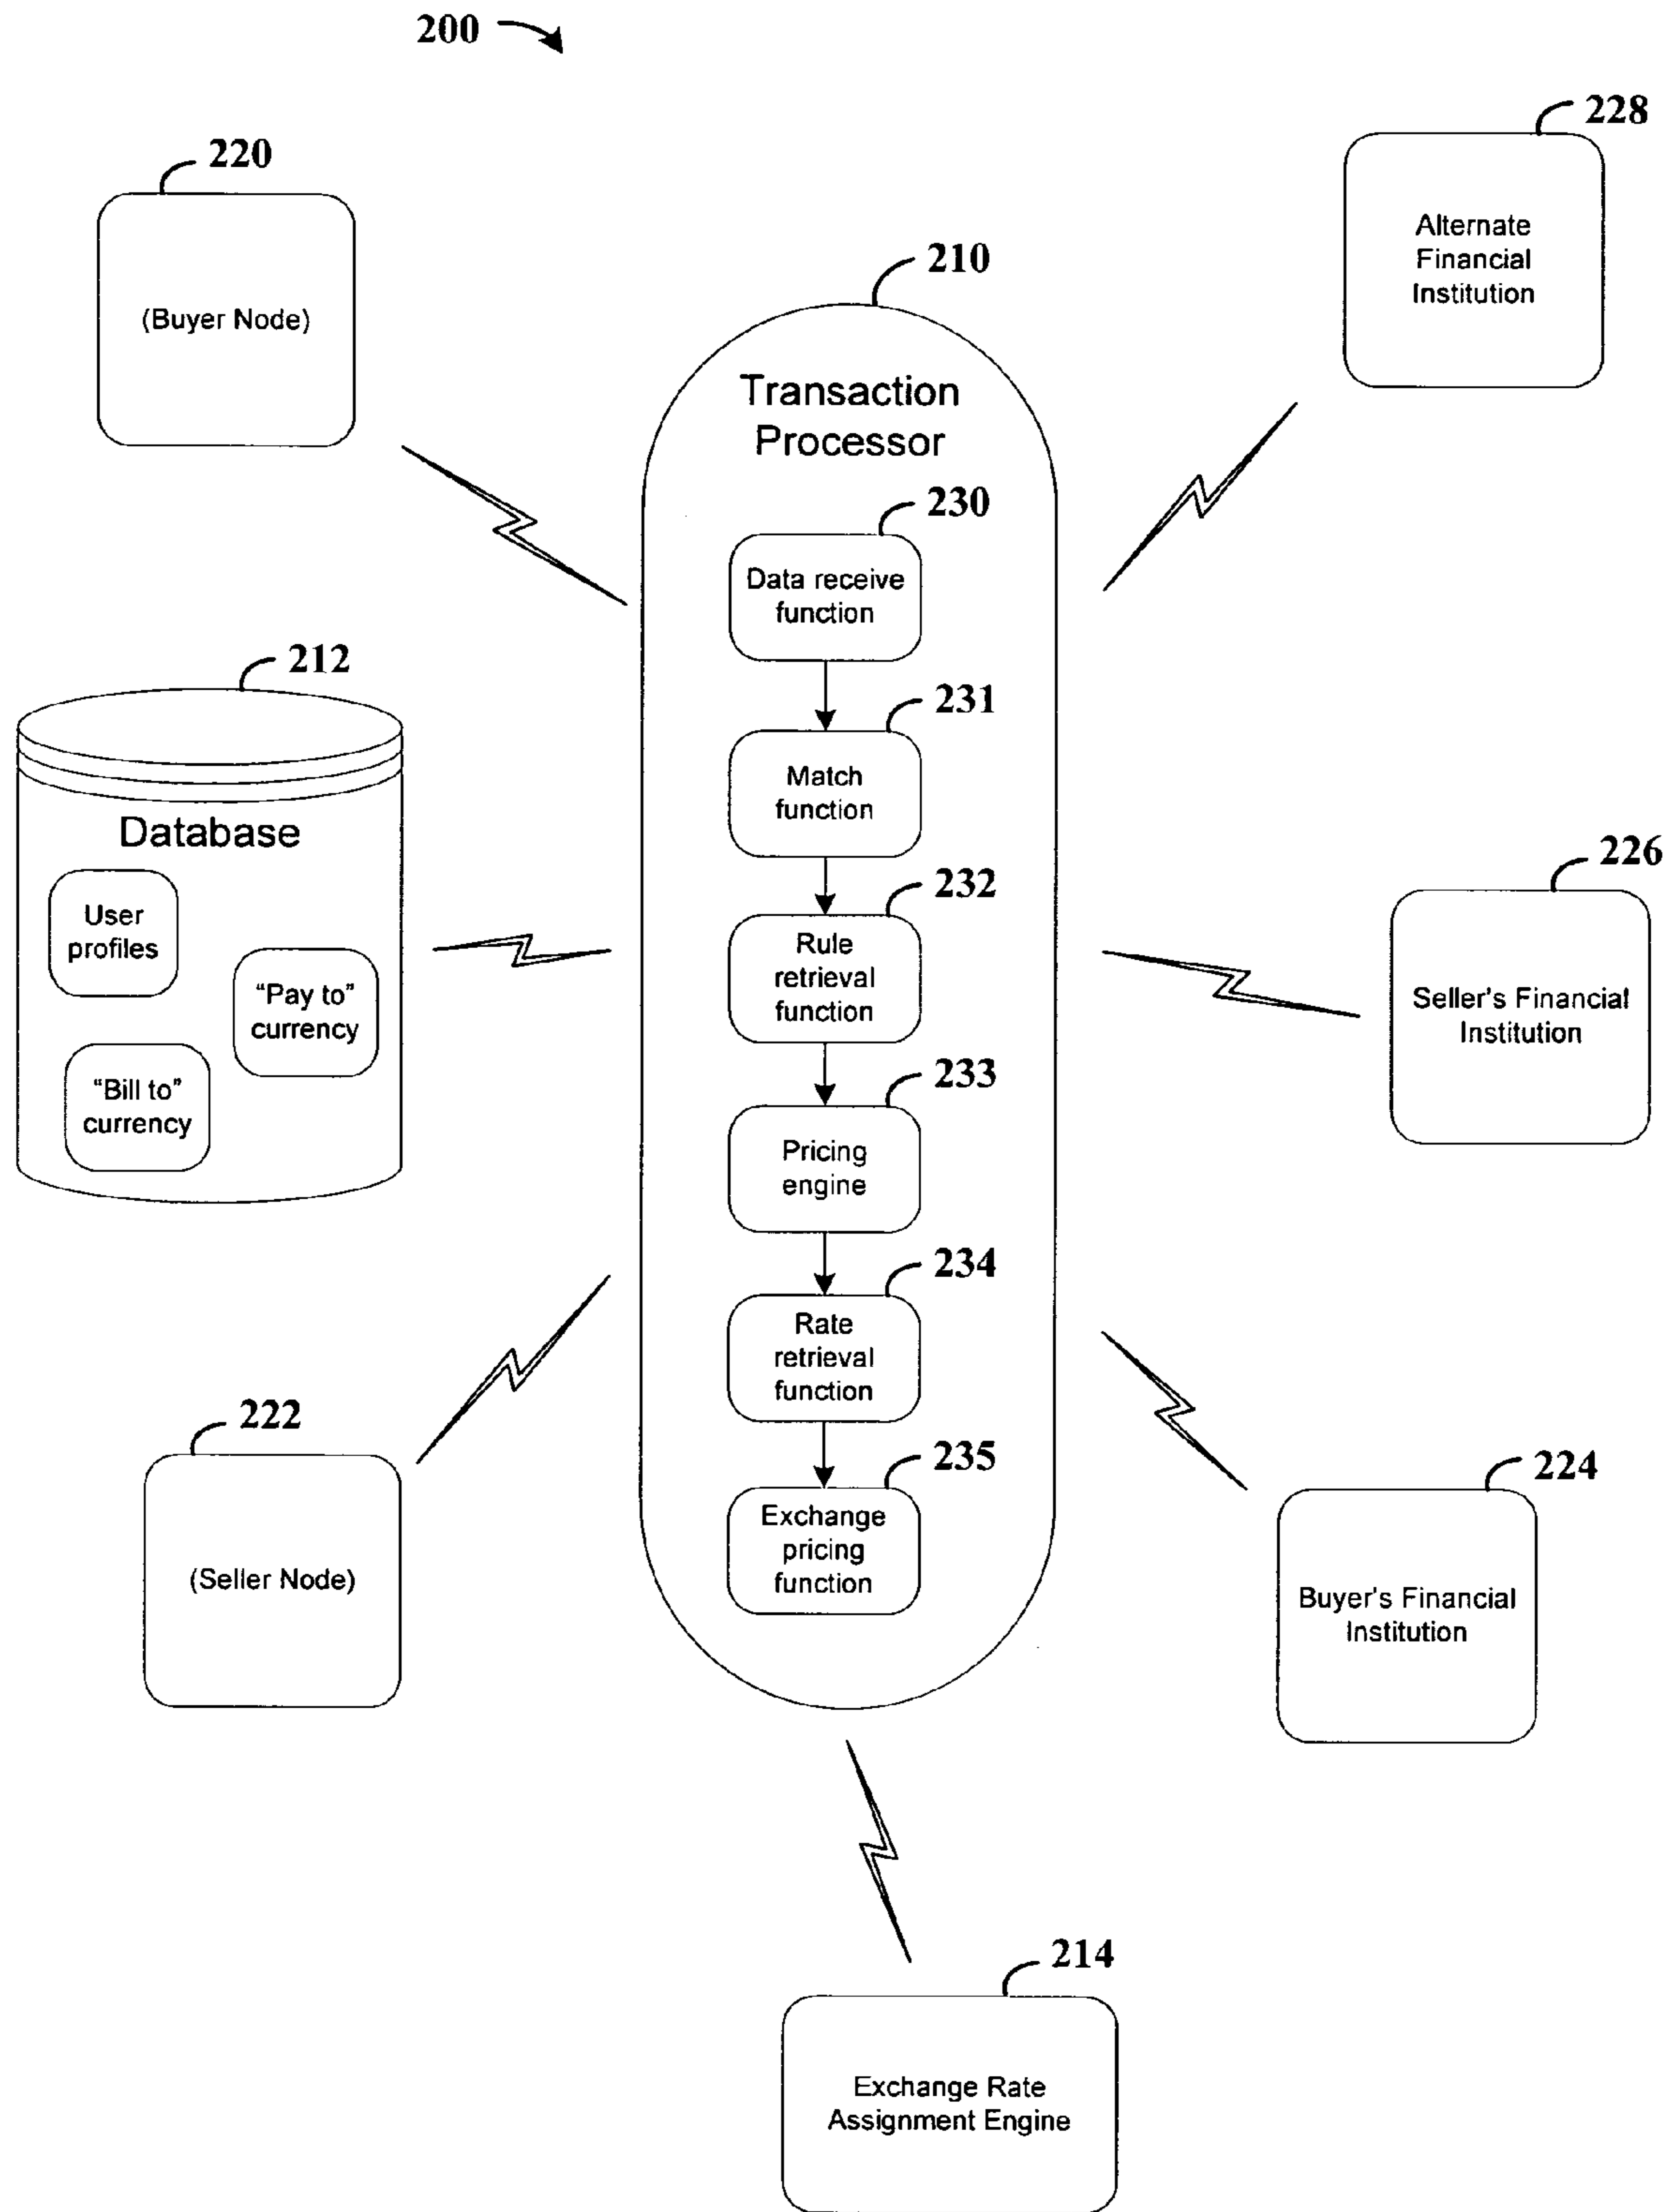 200
228
220
Alternate
Financial
Institution
(Buyer Node)
210
Transaction
Processor
230
Data receive
function
212
231
Match
function
Database
226
User
profiles
232
Rule
retrieval
function
"Pay to"
currency
Seller's Financial
Institution
"Bill to"
currency
233
Pricing
engine
234
Rate
retrieval
function
222
235
224
Exchange
pricing
function
(Seller Node)
Buyer's Financial
Institution
214
Exchange Rate
Assignment Engine